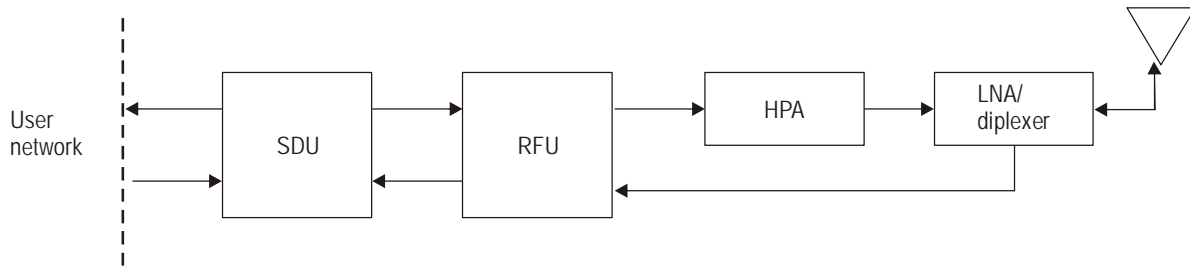 User
network
SDU
RFU
HPA
LNA/
diplexer